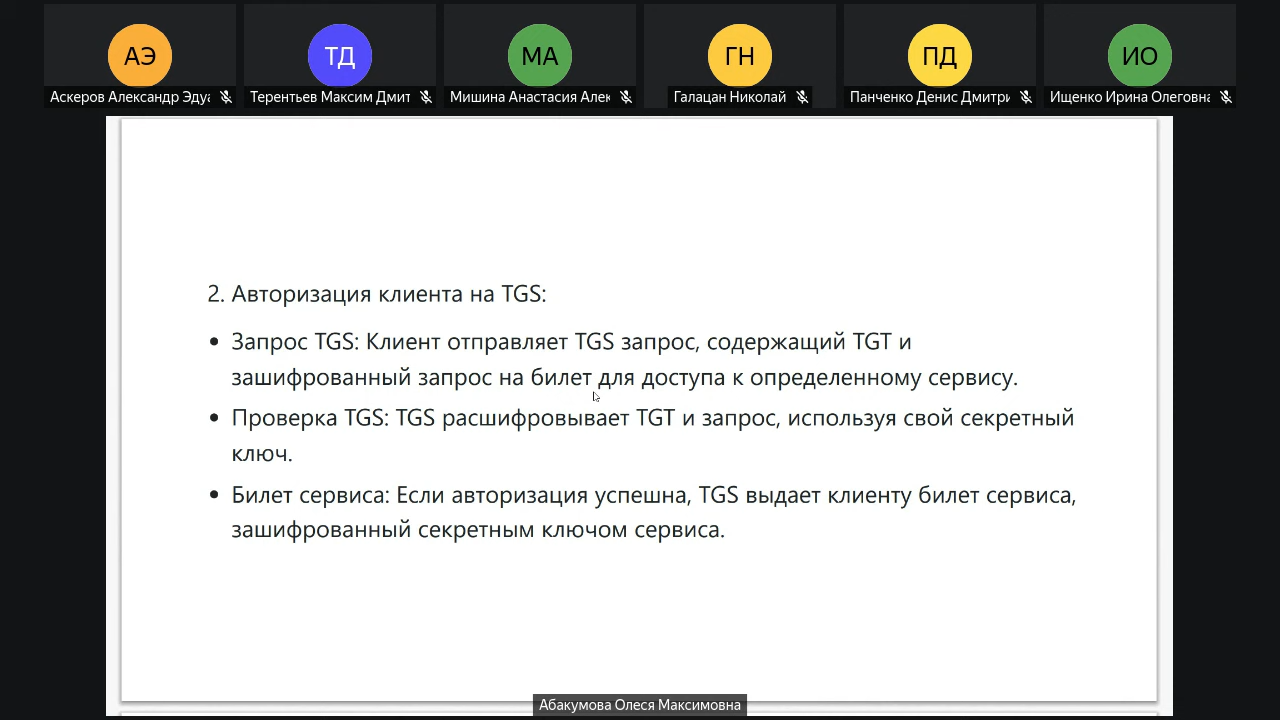 АЭ
ТД
МА
ГН
ПД
ИО
Аскеров Александр Эдуа
Терентьев Максим Дмит
Мишина Анастасия Алек
Галацан Николай
Панченко Денис Дмитри
Ищенко Ирина Олеговна
2. Авторизация клиента на TGS:
• Запрос TGS: Клиент отправляет TGS запрос, содержащий TGT и
зашифрованный запрос на билет для доступа к определенному сервису.
• Проверка TGS: TGS расшифровывает TGT и запрос, используя свой секретный
ключ.
• Билет сервиса: Если авторизация успешна, TGS выдает клиенту билет сервиса,
зашифрованный секретным ключом сервиса.
Абакумова Олеся Максимовна